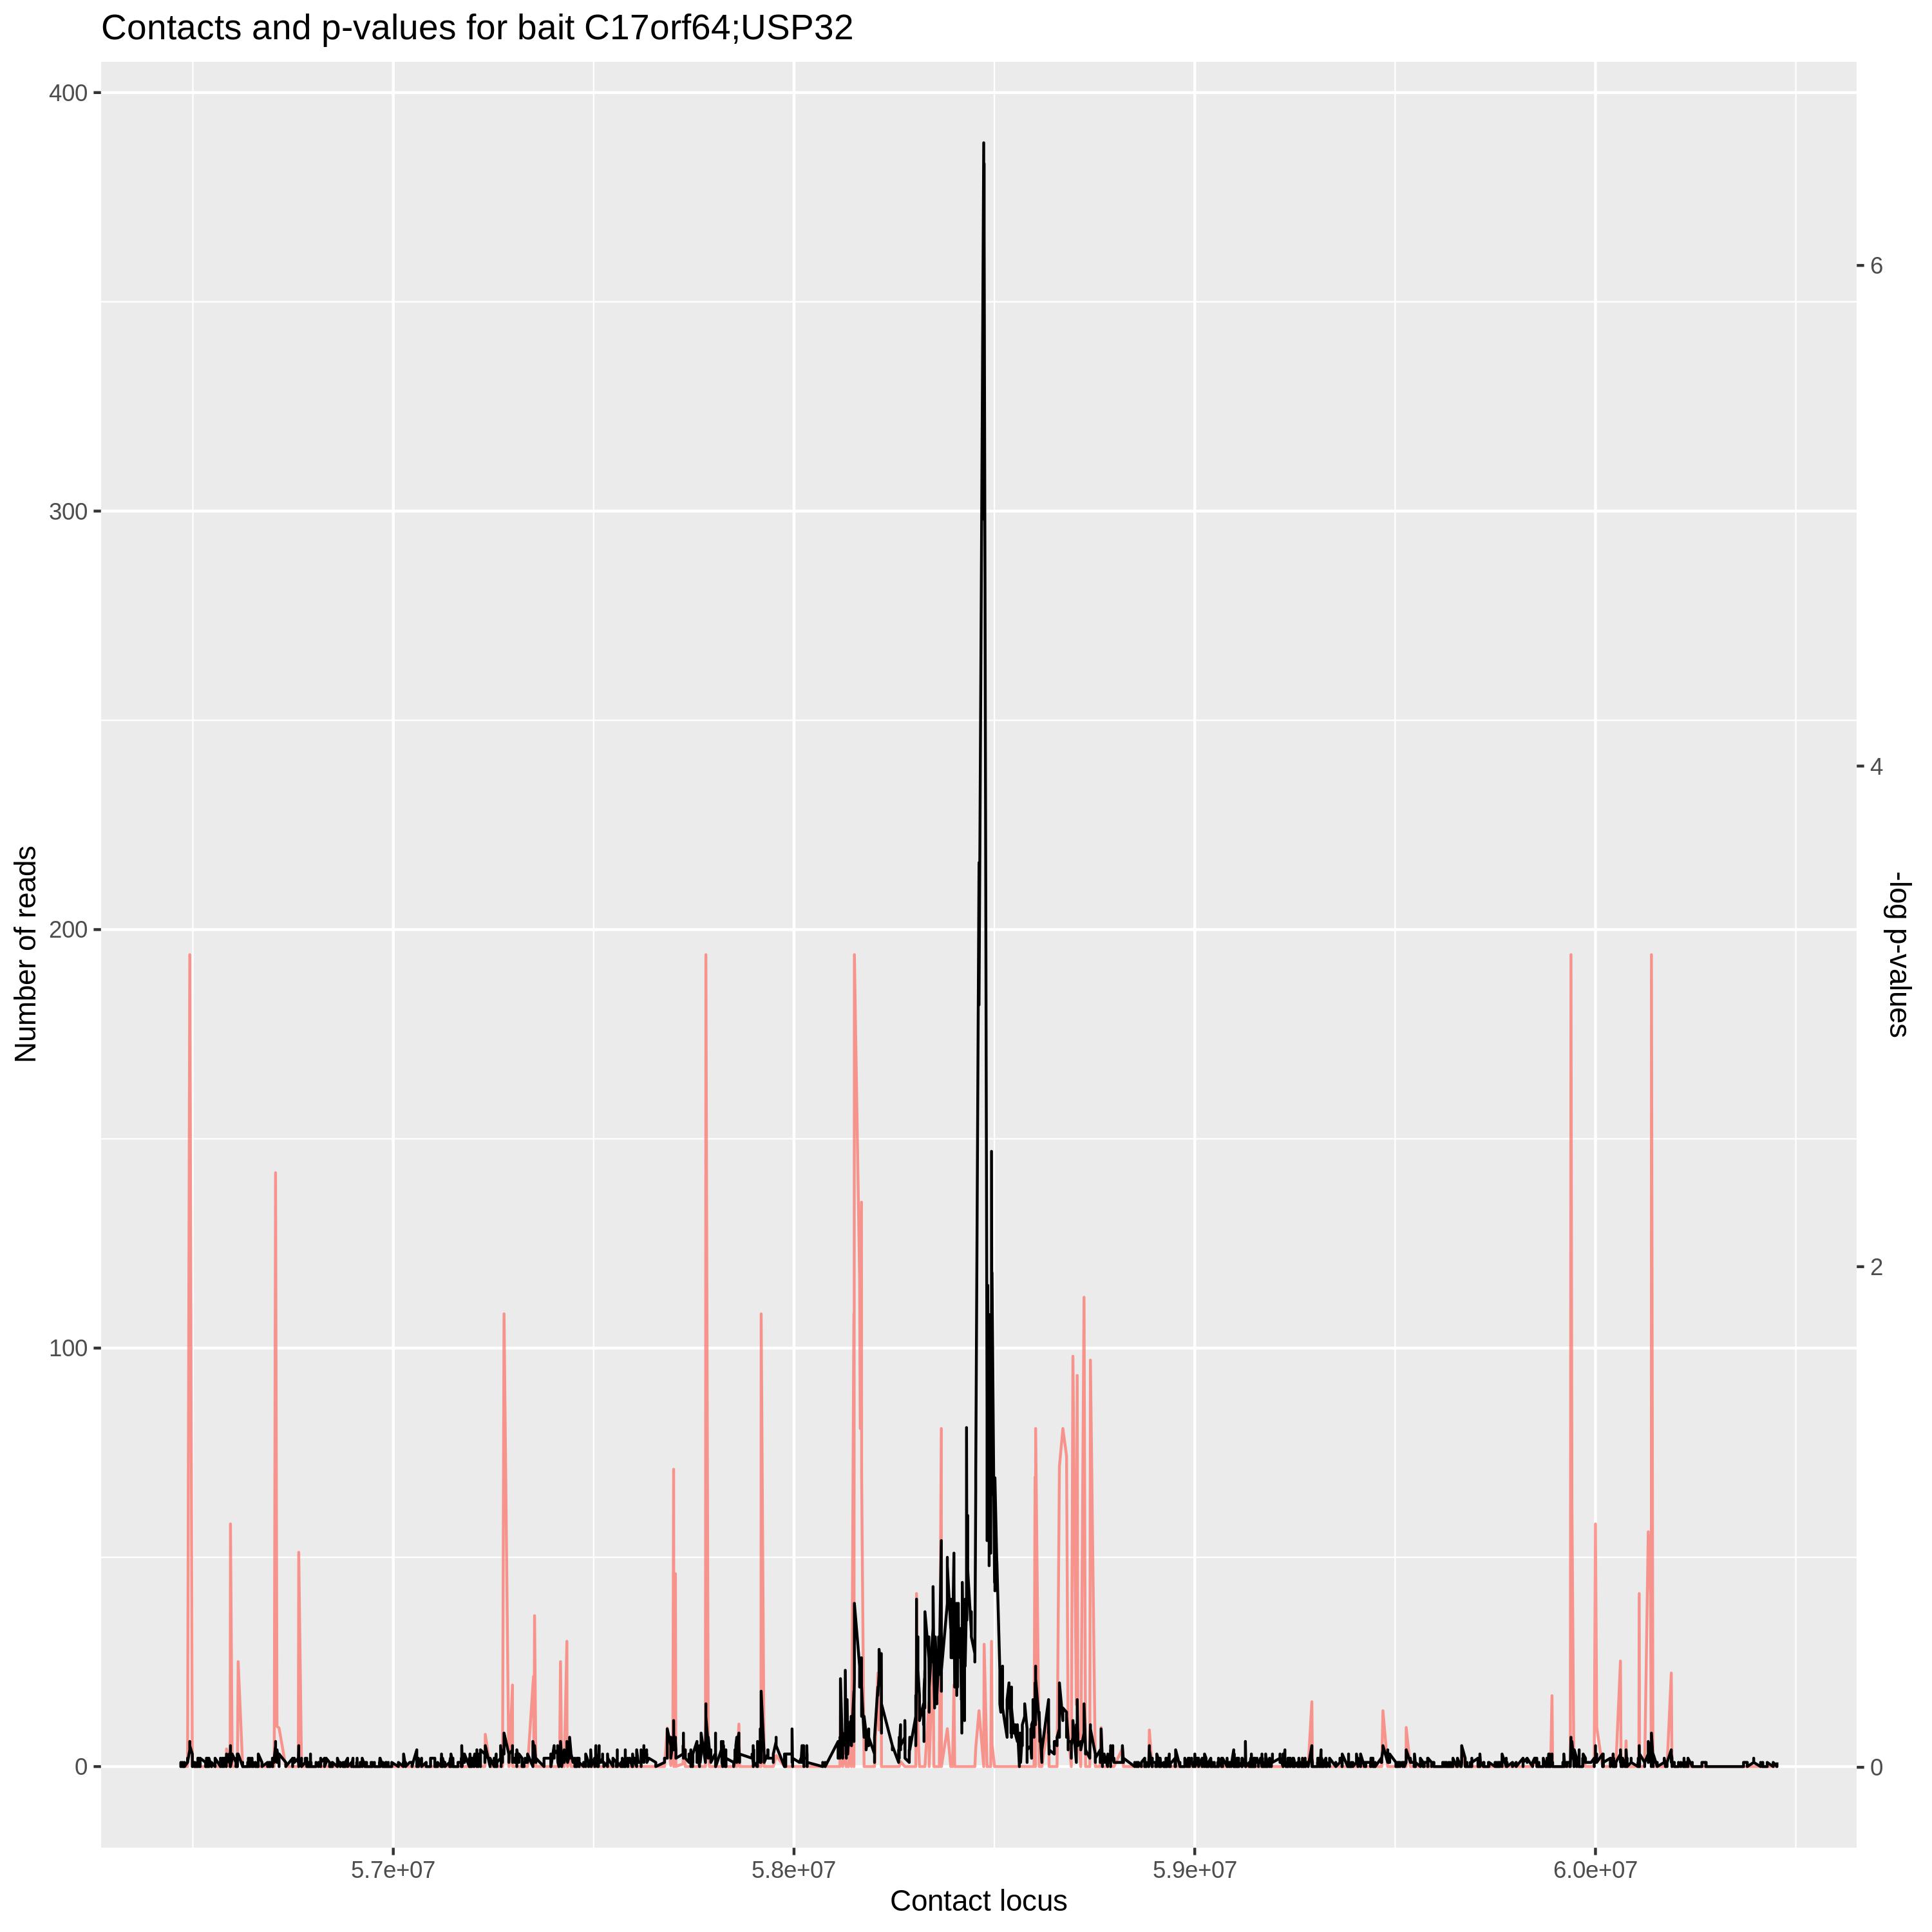 Contacts and p-values for bait C17orf64;USP32
400
300
200
100
0
Number of reads
6
4
2
0
-log p-values
5.7e+07
5.8e+07
5.9e+07
6.0e+07
Contact locus